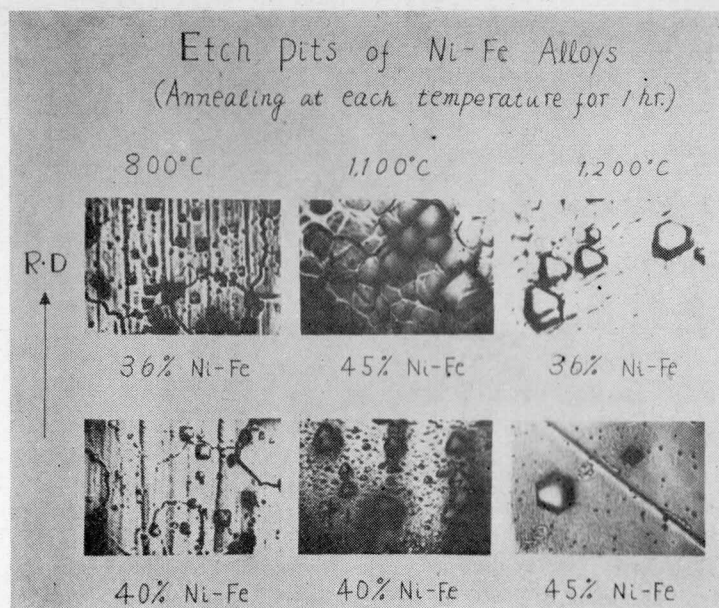 Etch Pits of Ni-Fe Alloys
(Annealing at each temperature for 1 hr.)
800°C 1,100°C 1,200°C
R·D
36% Ni-Fe 45% Ni-Fe 36% Ni-Fe
40% Ni-Fe 40% Ni-Fe 45% Ni-Fe